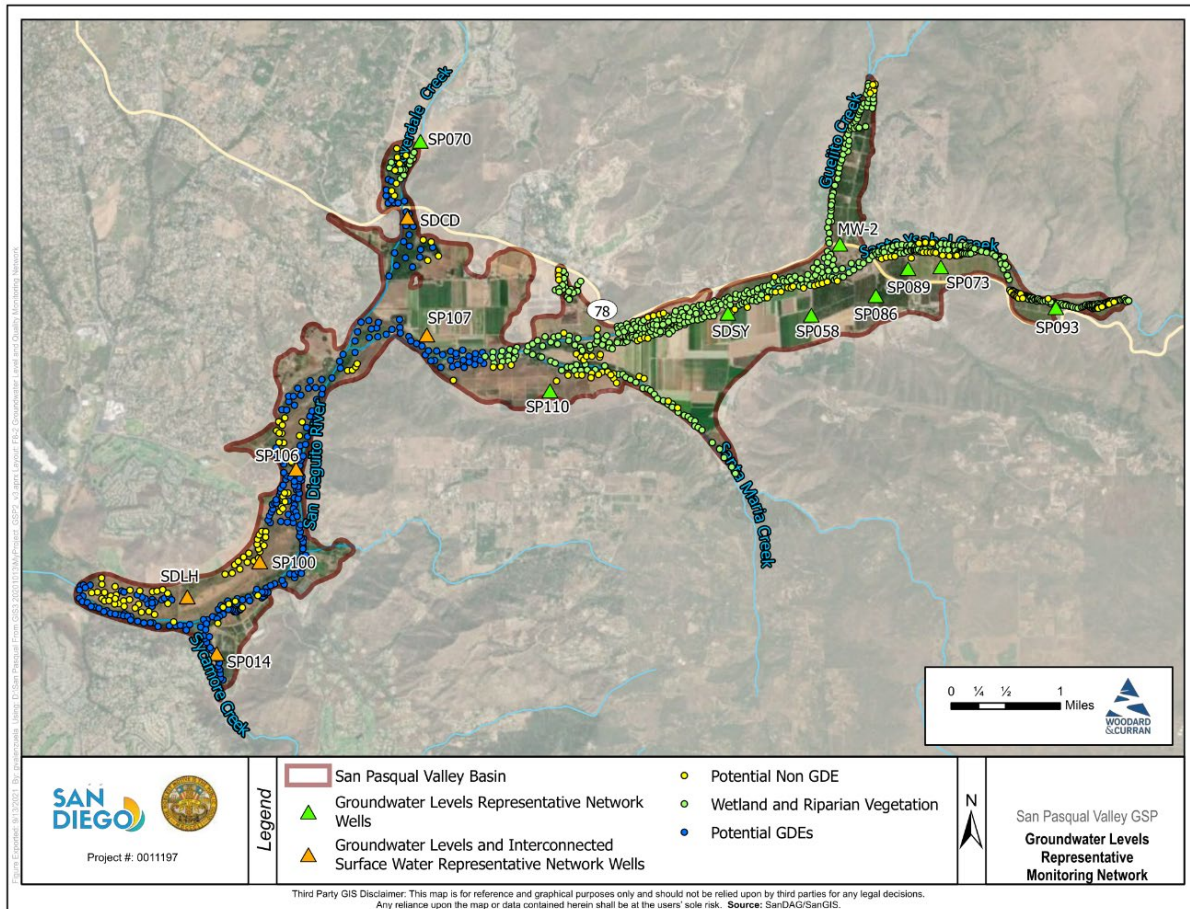 verdale Creek
SP070
SDCD
Guejito Creek
MW-2
Santa Ysabel Creek
SP089
SP073
SP086
SP093
78
SDSY
SP058
SP107
SP110
Santa Maria Creek
SP106
San Dieguito River
SP100
SDLH
SP014
Sycamore Creek
0 ¼ ½ 1
Miles
WOODARD
&CURRAN
SAN
DIEGO
Project #: 0011197
Legend
San Pasqual Valley Basin
Groundwater Levels Representative Network
Wells
Groundwater Levels and Interconnected
Surface Water Representative Network Wells
Potential Non GDE
Wetland and Riparian Vegetation
Potential GDEs
N
San Pasqual Valley GSP
Groundwater Levels
Representative
Monitoring Network
Third Party GIS Disclaimer: This map is for reference and graphical purposes only and should not be relied upon by third parties for any legal decisions.
Any reliance upon the map or data contained herein shall be at the users' sole risk. Source: SanDAG/SanGIS.